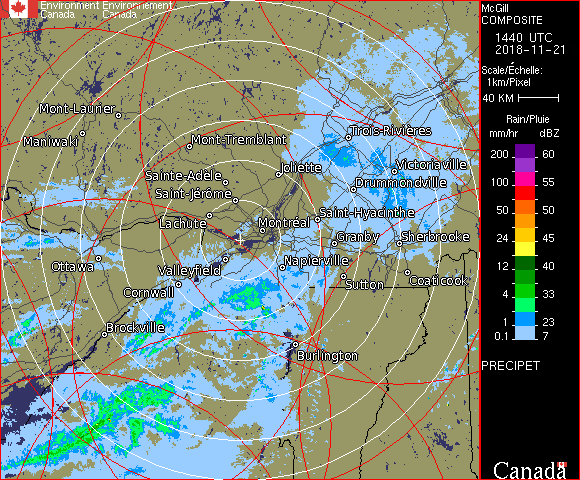 Environment Environnement
Canada Canada
McGill
COMPOSITE
1440 UTC
2018-11-21
Scale/Échelle:
1km/Pixel
40 KM
Rain/Pluie
mm/hr dBZ
200 60
100 55
50 50
24 45
12 40
4 33
1 23
0.1 7
PRECIPET
Canada
Mont-Laurier
Maniwaki
Mont-Tremblant
Trois-Rivières
Joliette
Victoriaville
Sainte-Adèle
Drummondville
Saint-Jérôme
Saint-Hyacinthe
Lachute
Montréal
Granby
Sherbrooke
Ottawa
Valleyfield
Napierville
Cornwall
Sutton
Coaticook
Brockville
Burlington